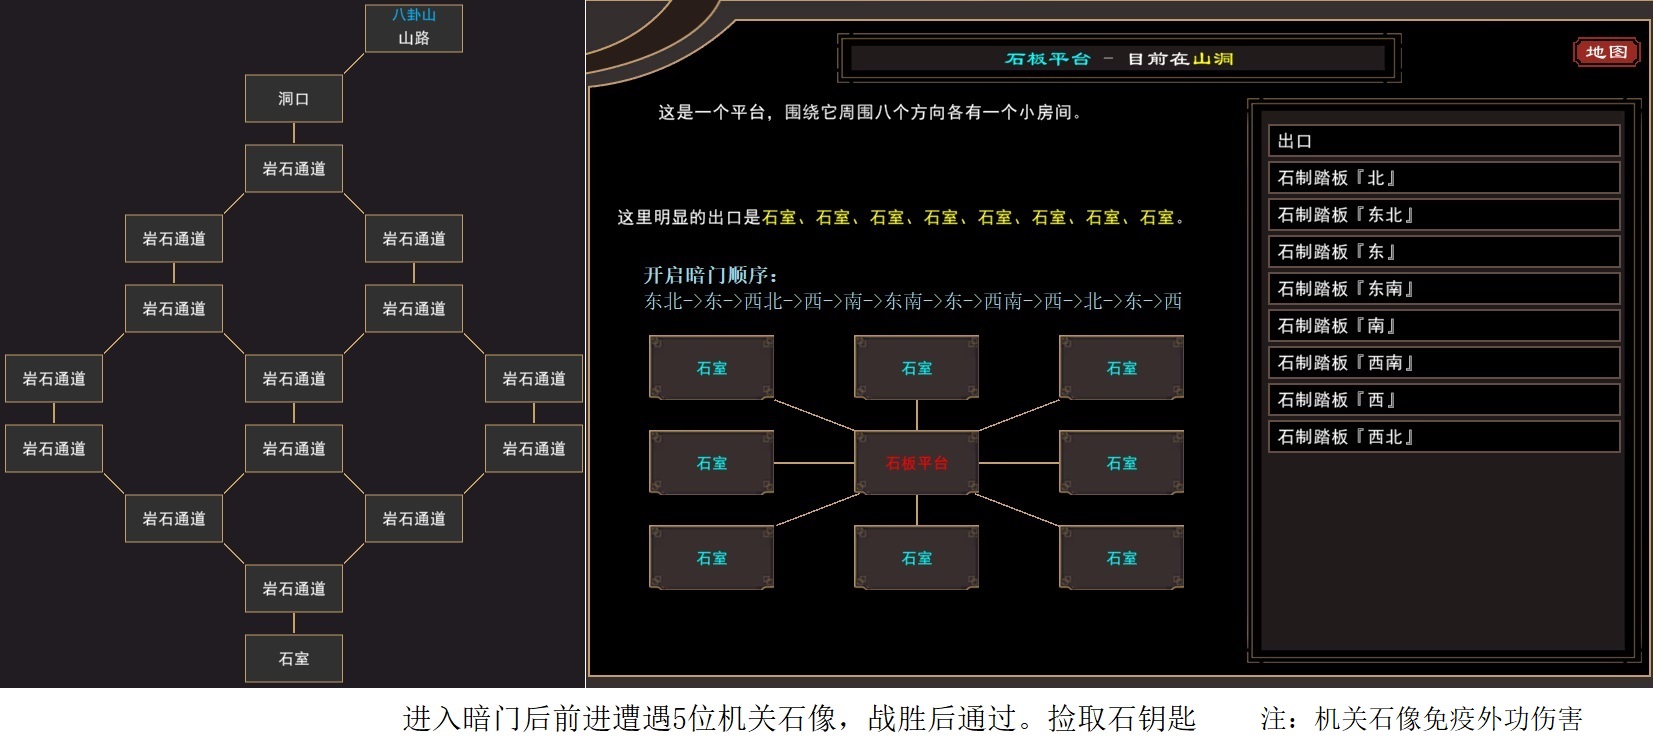 八卦山
山路
洞口
岩石通道
岩石通道 岩石通道
岩石通道 岩石通道
岩石通道 岩石通道 岩石通道
岩石通道 岩石通道 岩石通道
岩石通道 岩石通道
岩石通道
石室
石板平台 - 目前在山洞
地图
这是一个平台，围绕它周围八个方向各有一个小房间。
这里明显的出口是石室、石室、石室、石室、石室、石室、石室、石室。
开启暗门顺序：
东北->东->西北->西->南->东南->东->西南->西->北->东->西
石室 石室 石室
石室 石板平台 石室
石室 石室 石室
出口
石制踏板『北』
石制踏板『东北』
石制踏板『东』
石制踏板『东南』
石制踏板『南』
石制踏板『西南』
石制踏板『西』
石制踏板『西北』
进入暗门后前进遭遇5位机关石像，战胜后通过。捡取石钥匙 注：机关石像免疫外功伤害